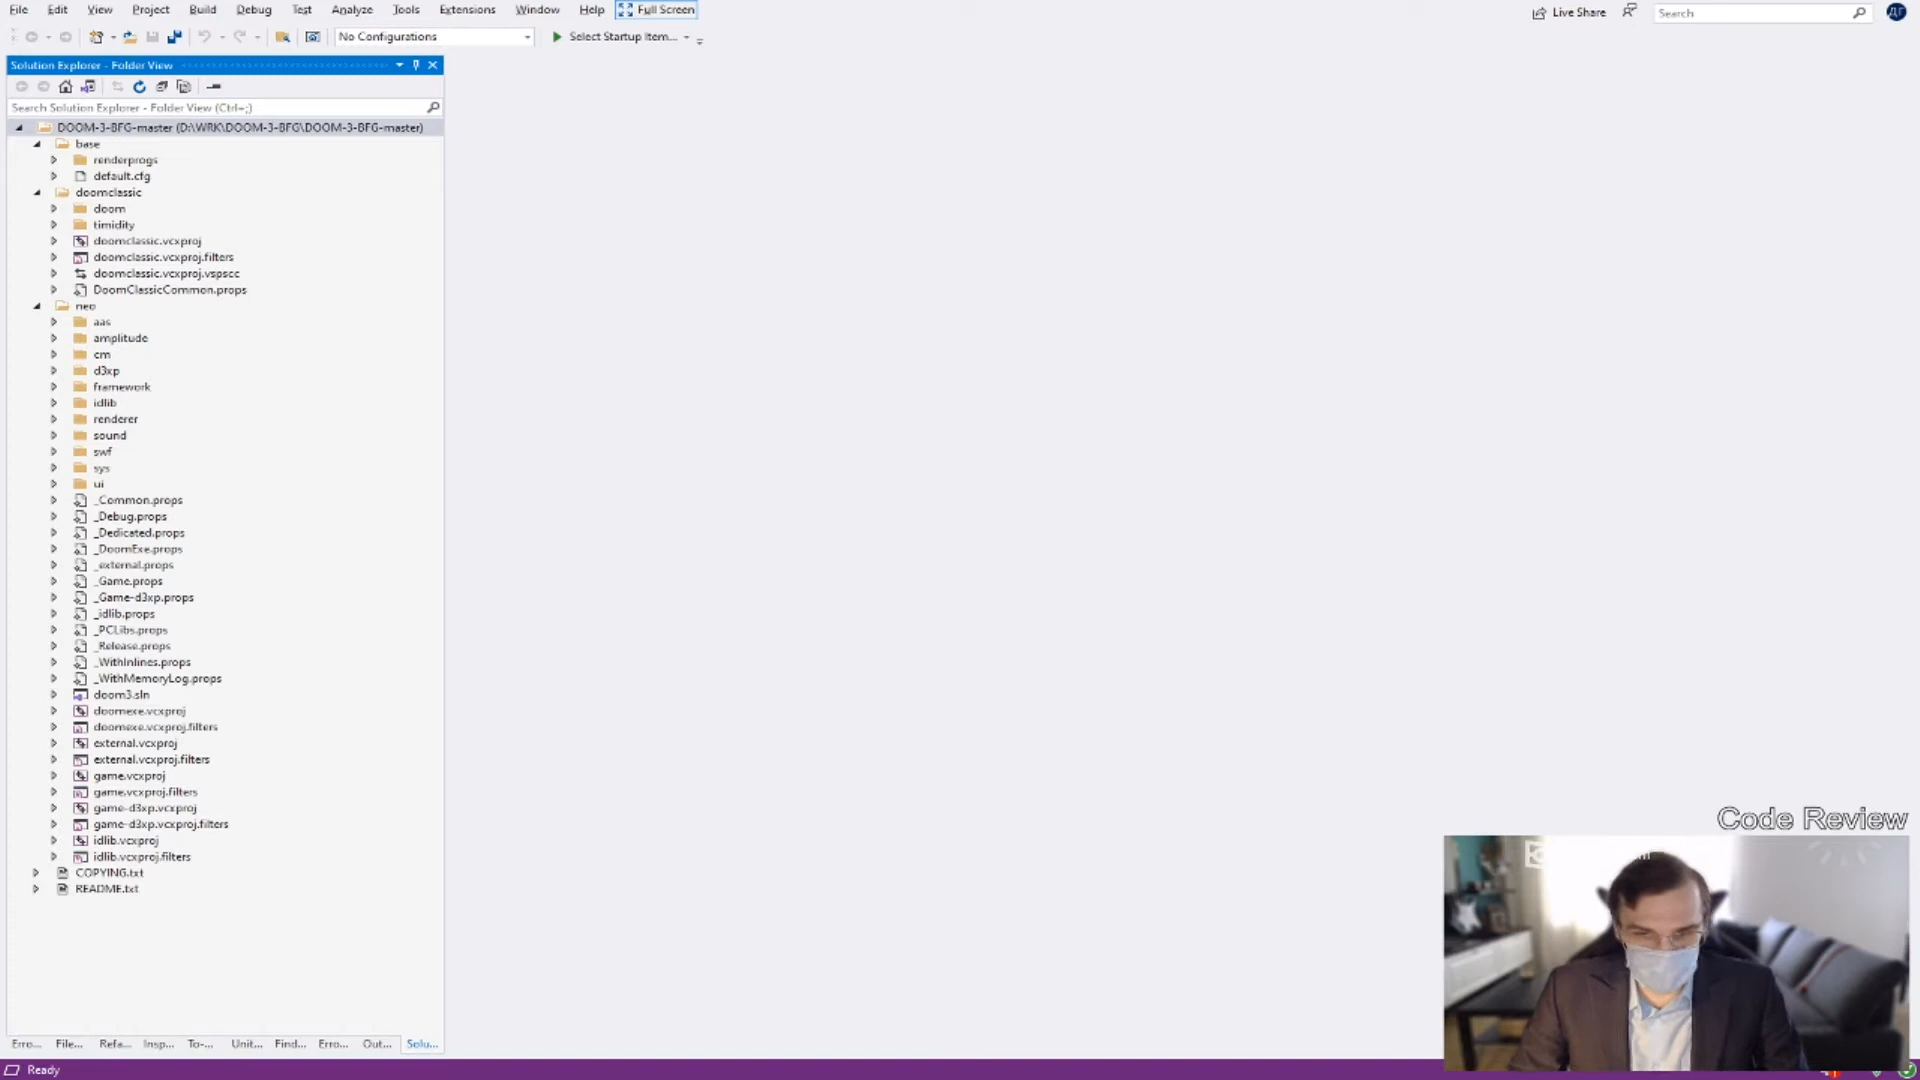 File Edit View Project Build Debug Test Analyze Tools Extensions Window Help Full Screen
Live Share Search ДГ
No Configurations Select Startup Item...
Solution Explorer - Folder View
Search Solution Explorer - Folder View (Ctrl+;)
DOOM-3-BFG-master (D:\WRK\DOOM-3-BFG\DOOM-3-BFG-master)
base
renderprogs
default.cfg
doomclassic
doom
timidity
doomclassic.vcxproj
doomclassic.vcxproj.filters
doomclassic.vcxproj.vspscc
DoomClassicCommon.props
neo
aas
amplitude
cm
d3xp
framework
idlib
renderer
sound
swf
sys
ui
_Common.props
_Debug.props
_Dedicated.props
_DoomExe.props
_external.props
_Game.props
_Game-d3xp.props
_idlib.props
_PCLibs.props
_Release.props
_WithInlines.props
_WithMemoryLog.props
doom3.sln
doomexe.vcxproj
doomexe.vcxproj.filters
external.vcxproj
external.vcxproj.filters
game.vcxproj
game.vcxproj.filters
game-d3xp.vcxproj
game-d3xp.vcxproj.filters
idlib.vcxproj
idlib.vcxproj.filters
COPYING.txt
README.txt
Code Review
Erro... File... Refa... Insp... To-... Unit... Find... Erro... Out... Solu...
Ready